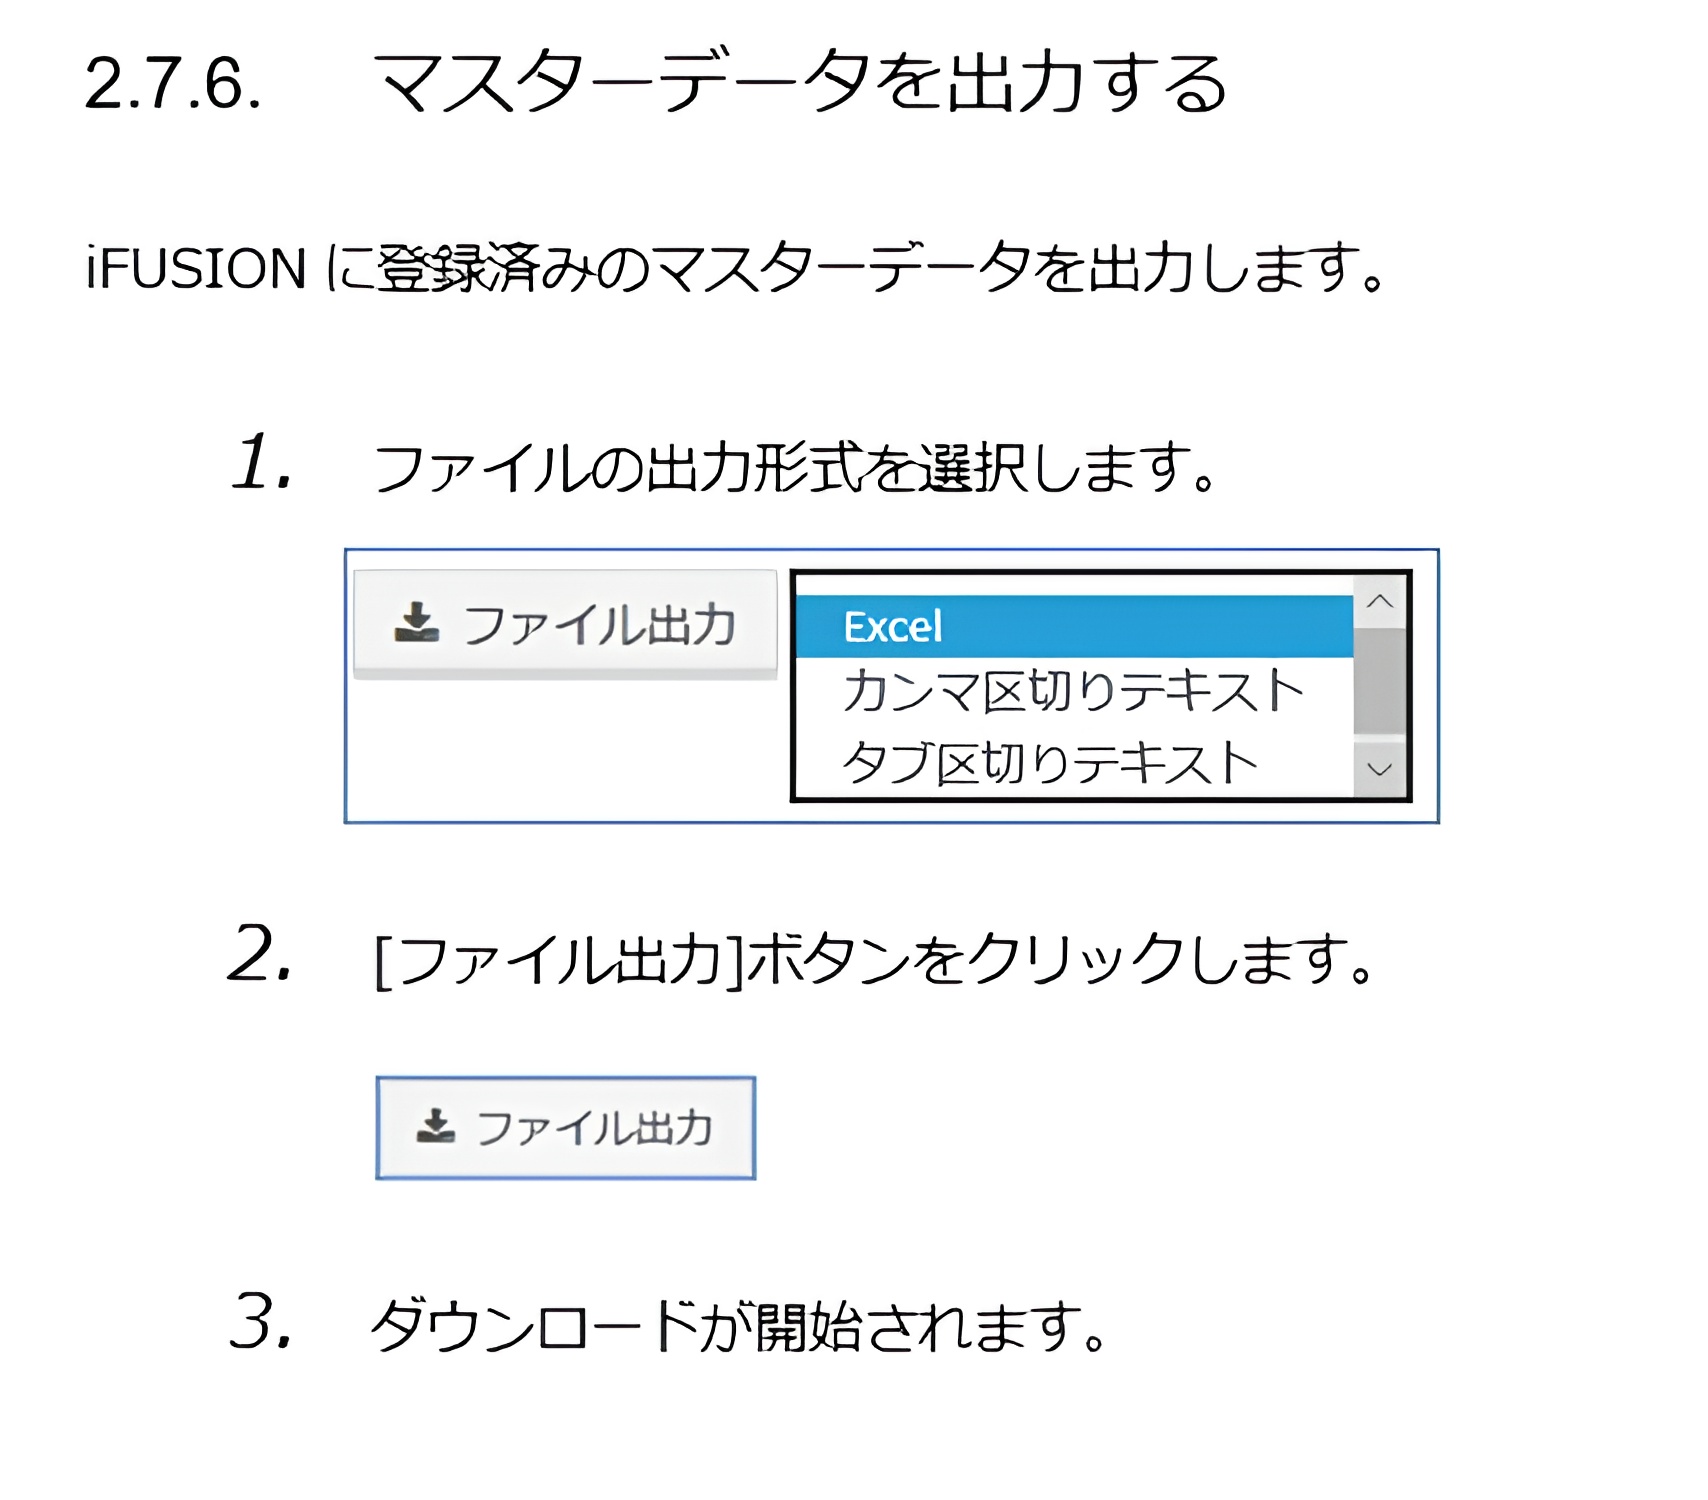 2.7.6. マスターデータを出力する
iFUSION に登録済みのマスターデータを出力します。
1. ファイルの出力形式を選択します。
ファイル出力
Excel
カンマ区切りテキスト
タブ区切りテキスト
2. [ファイル出力]ボタンをクリックします。
ファイル出力
3. ダウンロードが開始されます。